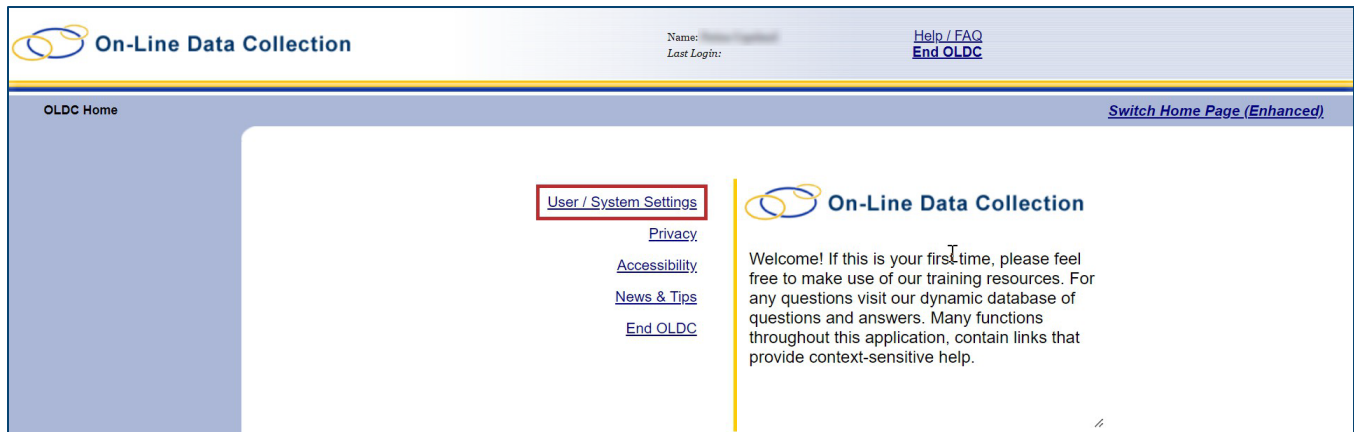 On-Line Data Collection
Name:
Last Login:
Help / FAQ
End OLDC
OLDC Home
Switch Home Page (Enhanced)
User / System Settings
Privacy
Accessibility
News & Tips
End OLDC
On-Line Data Collection
Welcome! If this is your first time, please feel
free to make use of our training resources. For
any questions visit our dynamic database of
questions and answers. Many functions
throughout this application, contain links that
provide context-sensitive help.